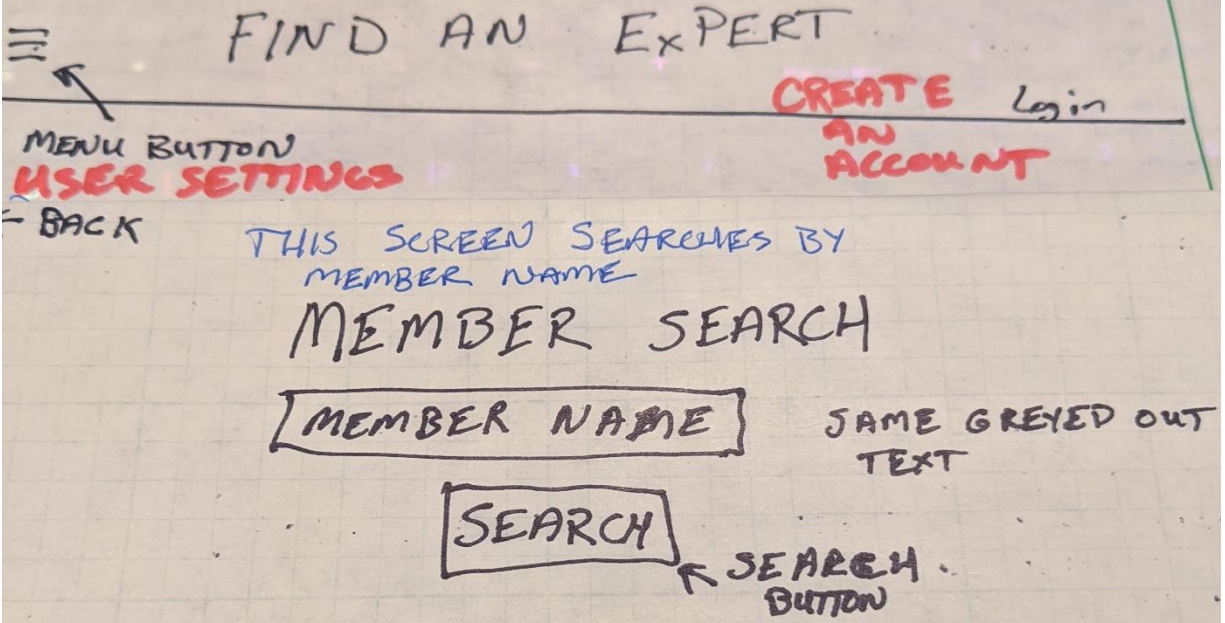 FIND AN EXPERT
CREATE Login
AN
ACCOUNT
MENU BUTTON
USER SETTINGS
← BACK
THIS SCREEN SEARCHES BY
MEMBER NAME
MEMBER SEARCH
MEMBER NAME
SAME GREYED OUT
TEXT
SEARCH
SEARCH
BUTTON